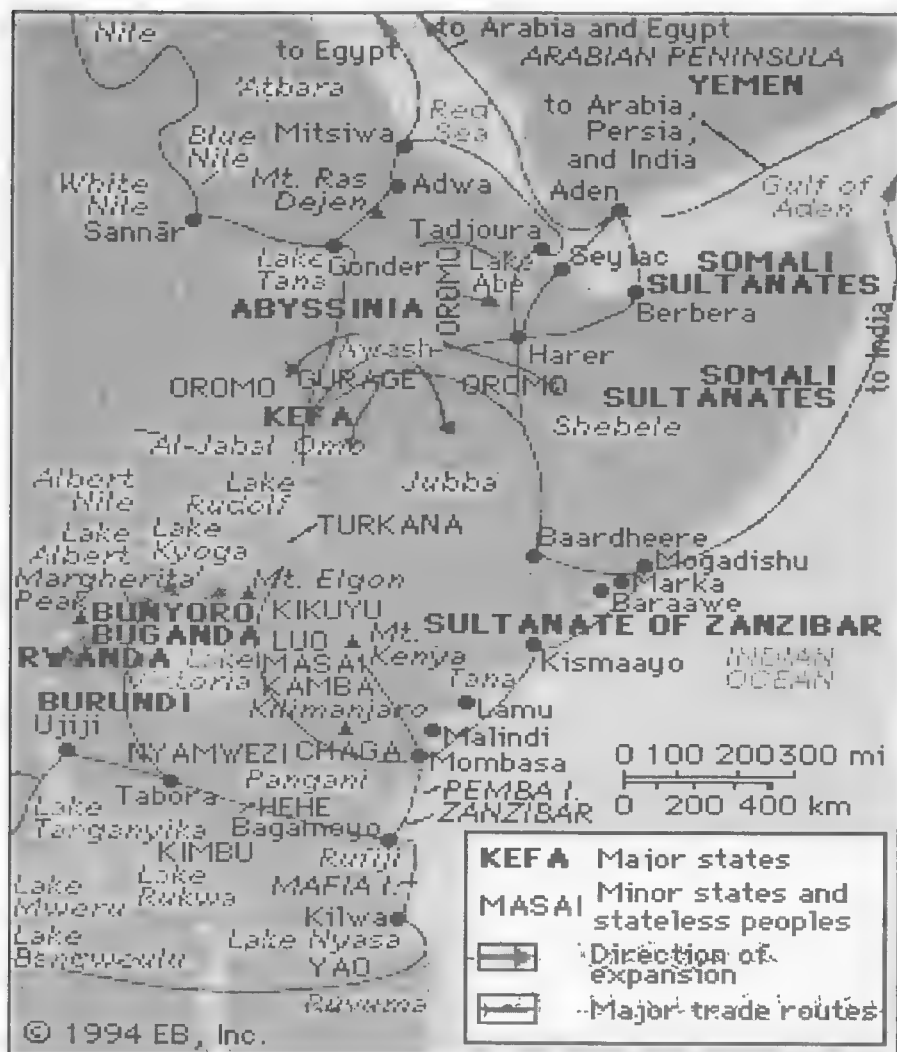 Nile
to Arabia and Egypt
to Egypt
ARABIAN PENINSULA
YEMEN
'Atbara
Red
Sea
to Arabia,
Persia,
and India
Mitsiwa
Blue
Nile
Mt. Ras
Dejen
Adwa
Aden
Gulf of
Aden
White
Nile
Sannār
Tadjoura
Lake
Tana
Gonder
Lake
Abe
Seylac
SOMALI
SULTANATES
OROMO
ABYSSINIA
Berbera
to India
Awash
Harer
OROMO
GURAGE
OROMO
SOMALI
SULTANATES
KEFA
Shebele
Al-Jabal
Omo
Albert
Nile
Lake
Rudolf
Jubba
Lake
Albert
Lake
Kyoga
TURKANA
Baardheere
Mogadishu
Margherita
Peak
Mt. Elgon
Marka
Baraawe
BUNYORO
KIKUYU
BUGANDA
LUO
Mt.
Kenya
SULTANATE OF ZANZIBAR
RWANDA
Lake
Victoria
MASAI
Kismaayo
INDIAN
OCEAN
KAMBA
Tana
BURUNDI
Kilimanjaro
Lamu
Ujiji
Malindi
NYAMWEZI
CHAGA
Mombasa
0 100 200 300 mi
0 200 400 km
Pangani
PEMBA I.
Tabora
HEHE
ZANZIBAR
Lake
Tanganyika
Bagamoyo
KIMBU
Rufiji
Lake
Rukwa
MAFIA I.
Lake
Mweru
Kilwa
Lake
Bangweulu
Lake Nyasa
YAO
Ruvuma
KEFA Major states
MASAI Minor states and
stateless peoples
Direction of
expansion
Major trade routes
© 1994 EB, Inc.